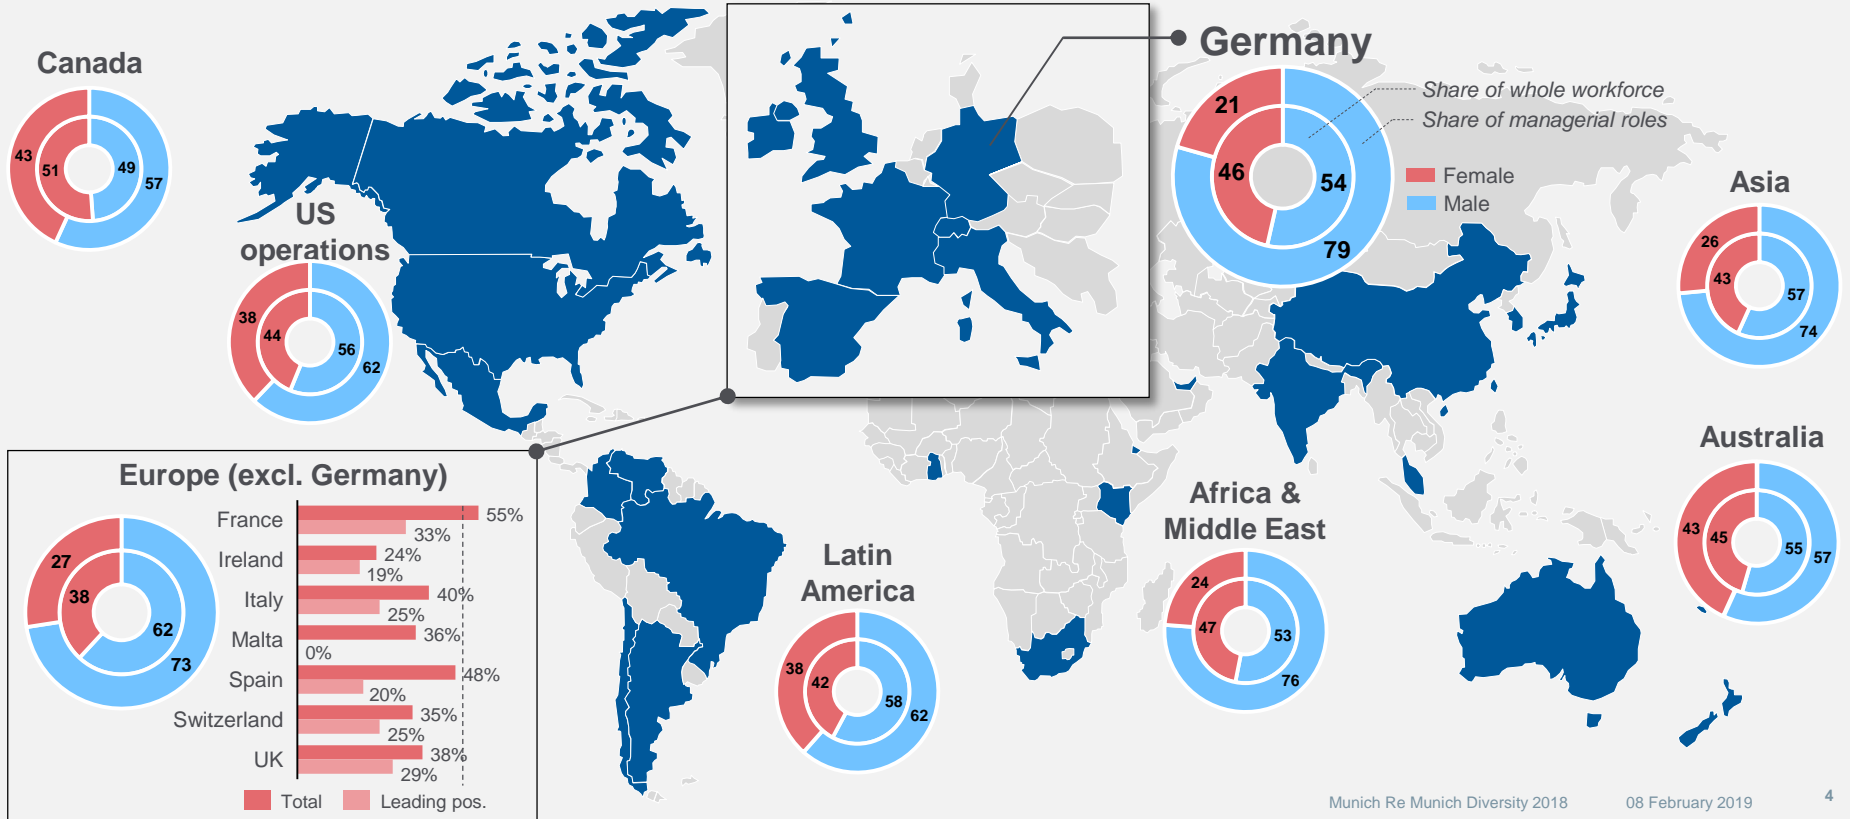 Canada
43
51
49
57
US
operations
38
44
56
62
Germany
21
46
54
79
Share of whole workforce
Share of managerial roles
Female
Male
Asia
26
43
57
74
Australia
43
45
55
57
Africa &
Middle East
24
47
53
76
Latin
America
38
42
58
62
Europe (excl. Germany)
27
38
62
73
France
55%
33%
Ireland
24%
19%
Italy
40%
25%
Malta
36%
0%
Spain
48%
20%
Switzerland
35%
25%
UK
38%
29%
Total
Leading pos.
Munich Re Munich Diversity 2018
08 February 2019
4